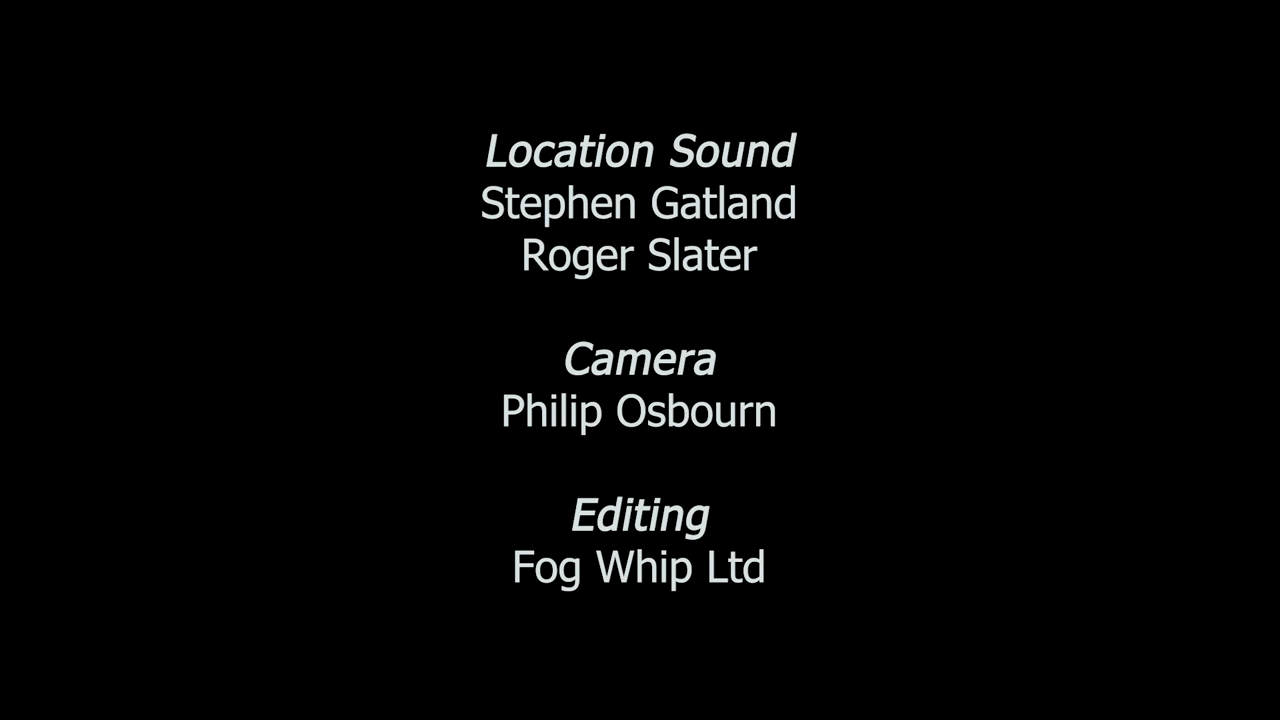 Location Sound
Stephen Gatland
Roger Slater
Camera
Philip Osbourn
Editing
Fog Whip Ltd